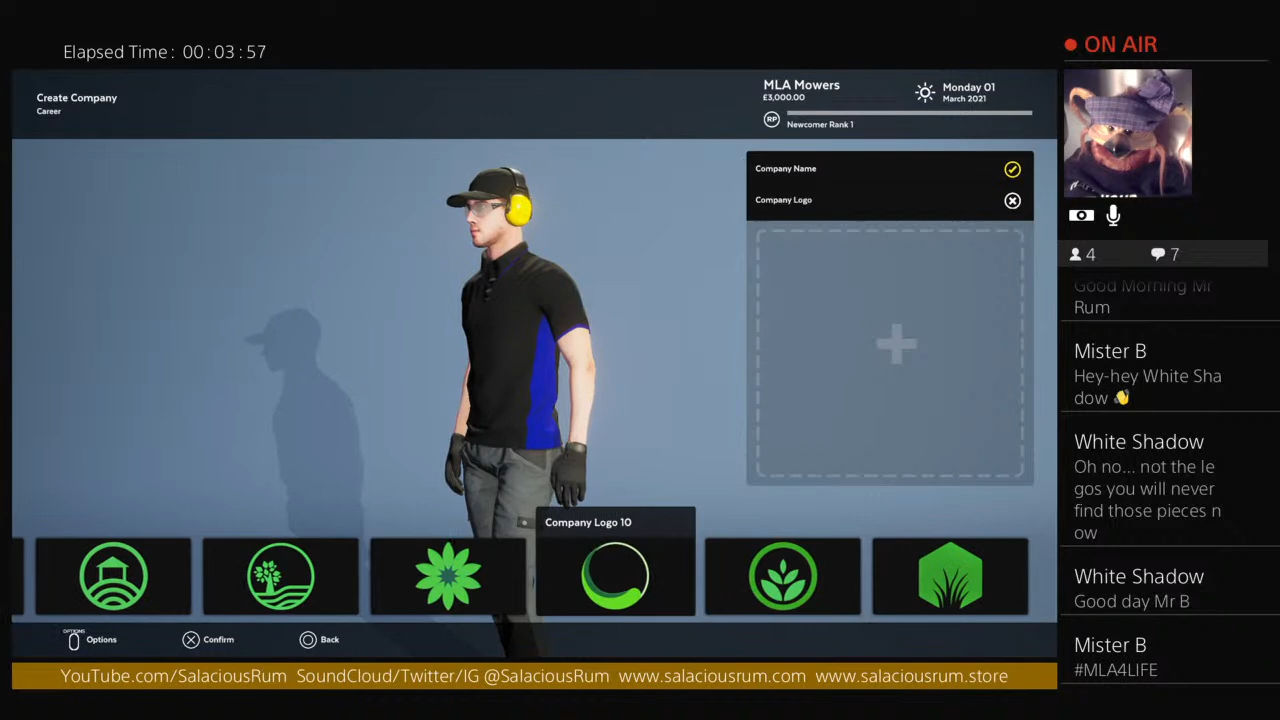 Elapsed Time: 00:03:57
ON AIR
Create Company
Career
MLA Mowers
£3,000.00
Monday 01
March 2021
RP
Newcomer Rank 1
Company Name
Company Logo
Company Logo 10
OPTIONS
Options
Confirm
Back
YouTube.com/SalaciousRum SoundCloud/Twitter/IG @SalaciousRum www.salaciousrum.com www.salaciousrum.store
4
7
Good Morning Mr
Rum
Mister B
Hey-hey White Sha
dow 👋
White Shadow
Oh no... not the le
gos you will never
find those pieces n
ow
White Shadow
Good day Mr B
Mister B
#MLA4LIFE